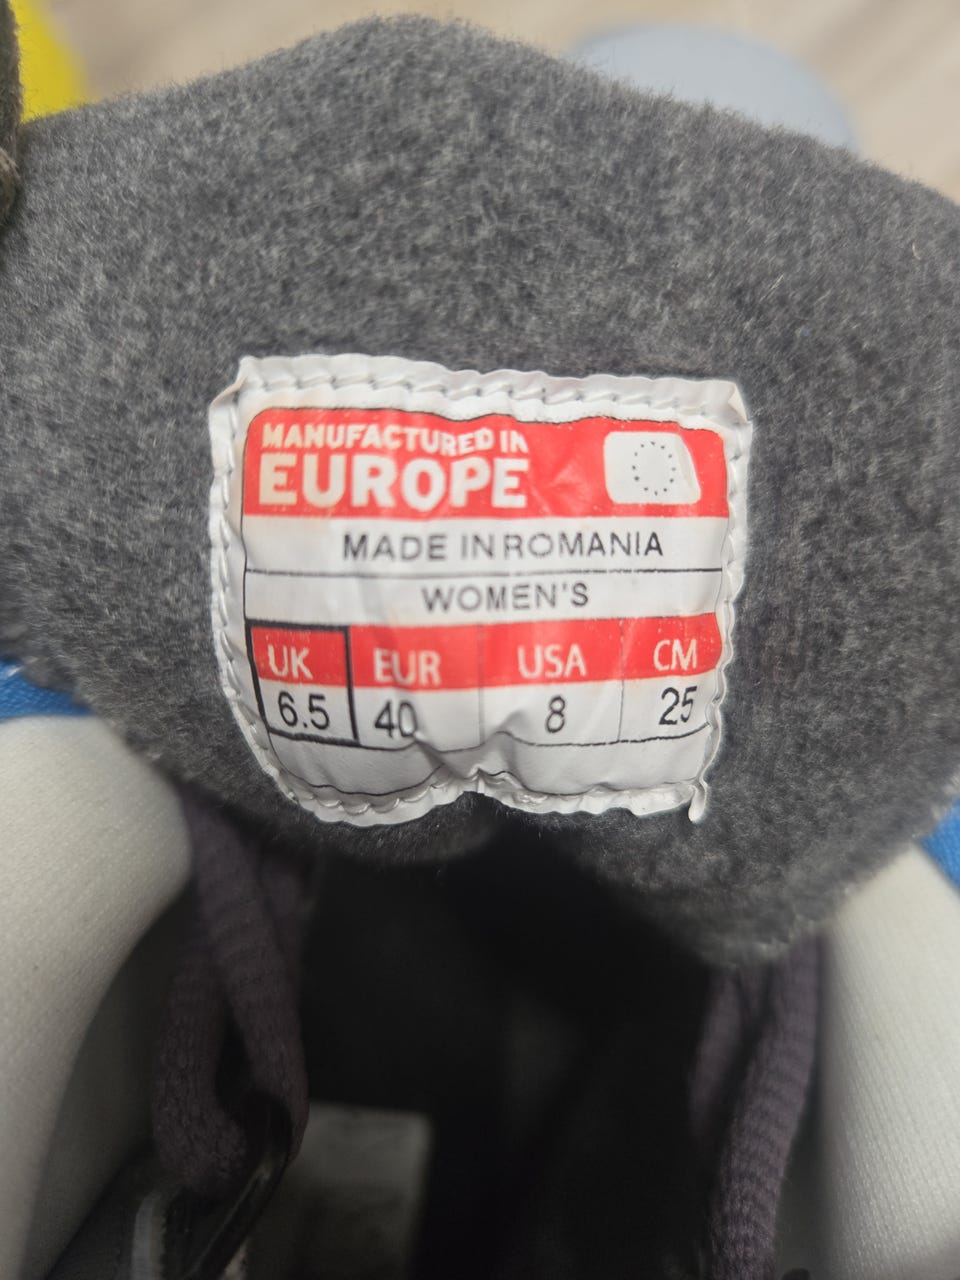 MANUFACTURED IN
EUROPE
MADE IN ROMANIA
WOMEN'S
UK EUR USA CM
6.5 40 8 25